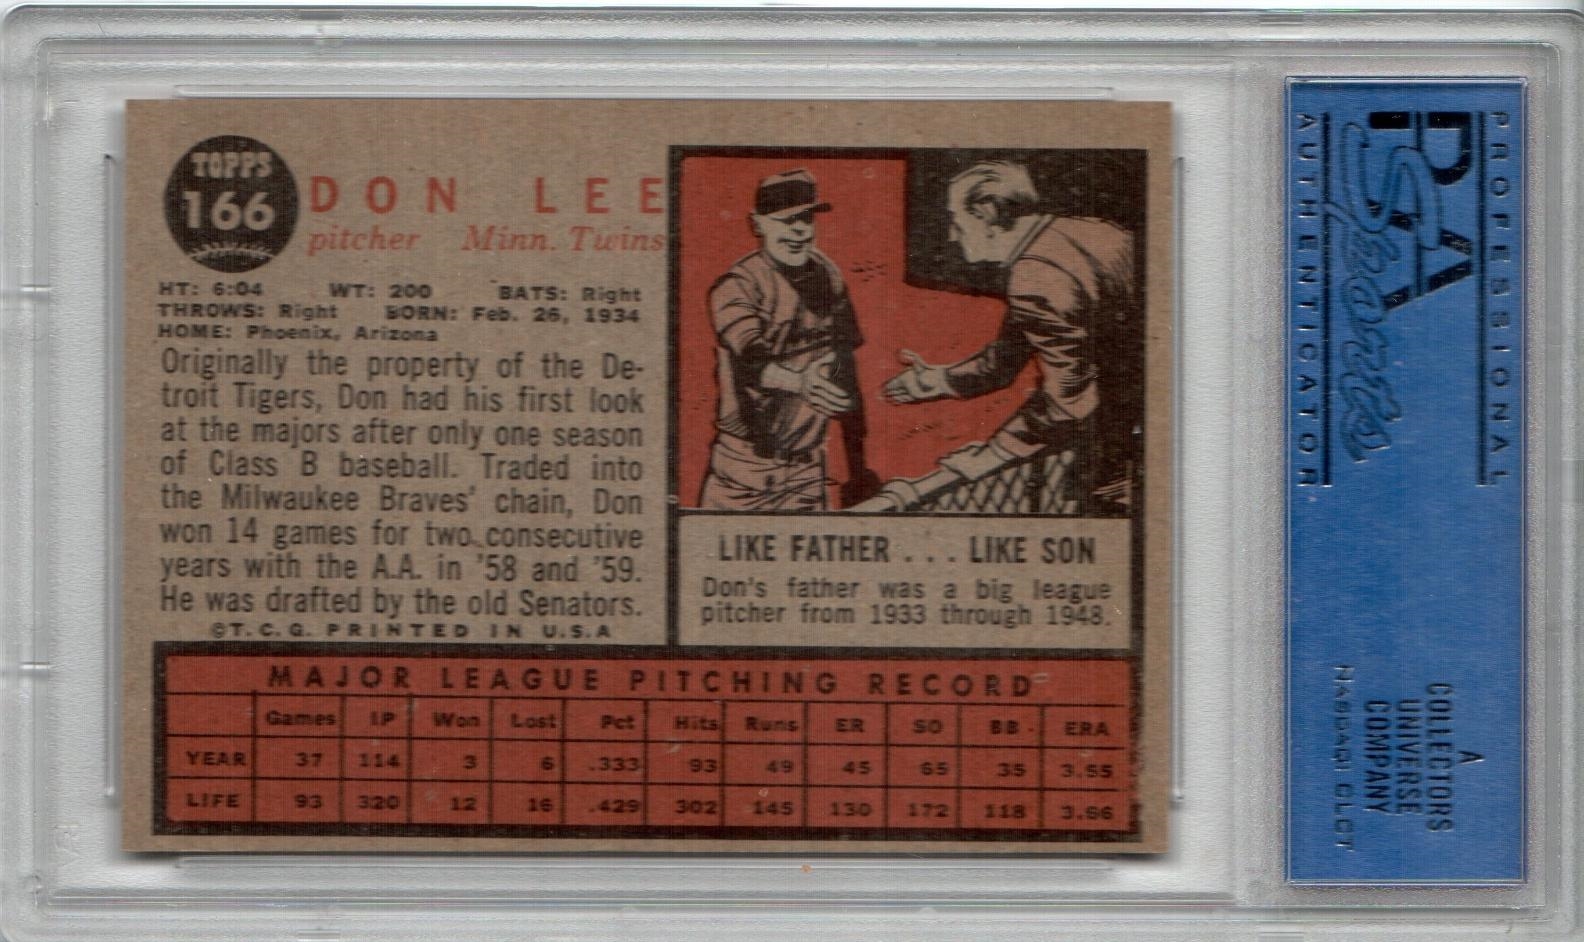 TOPPS
166
DON LEE
pitcher Minn. Twins
HT: 6:04 WT: 200 BATS: Right
THROWS: Right BORN: Feb. 26, 1934
HOME: Phoenix, Arizona
Originally the property of the De-
troit Tigers, Don had his first look
at the majors after only one season
of Class B baseball. Traded into
the Milwaukee Braves' chain, Don
won 14 games for two consecutive
years with the A.A. in '58 and '59.
He was drafted by the old Senators.
©T.C.G. PRINTED IN U.S.A
LIKE FATHER . . . LIKE SON
Don's father was a big league
pitcher from 1933 through 1948.
MAJOR LEAGUE PITCHING RECORD
Games IP Won Lost Pct Hits Runs ER SO BB ERA
YEAR 37 114 3 6 .333 93 49 45 65 35 3.55
LIFE 93 320 12 16 .429 302 145 130 172 118 3.66
PROFESSIONAL
PSA
Sports
AUTHENTICATOR
A
COLLECTORS
UNIVERSE
COMPANY
NASDAQ: CLCT